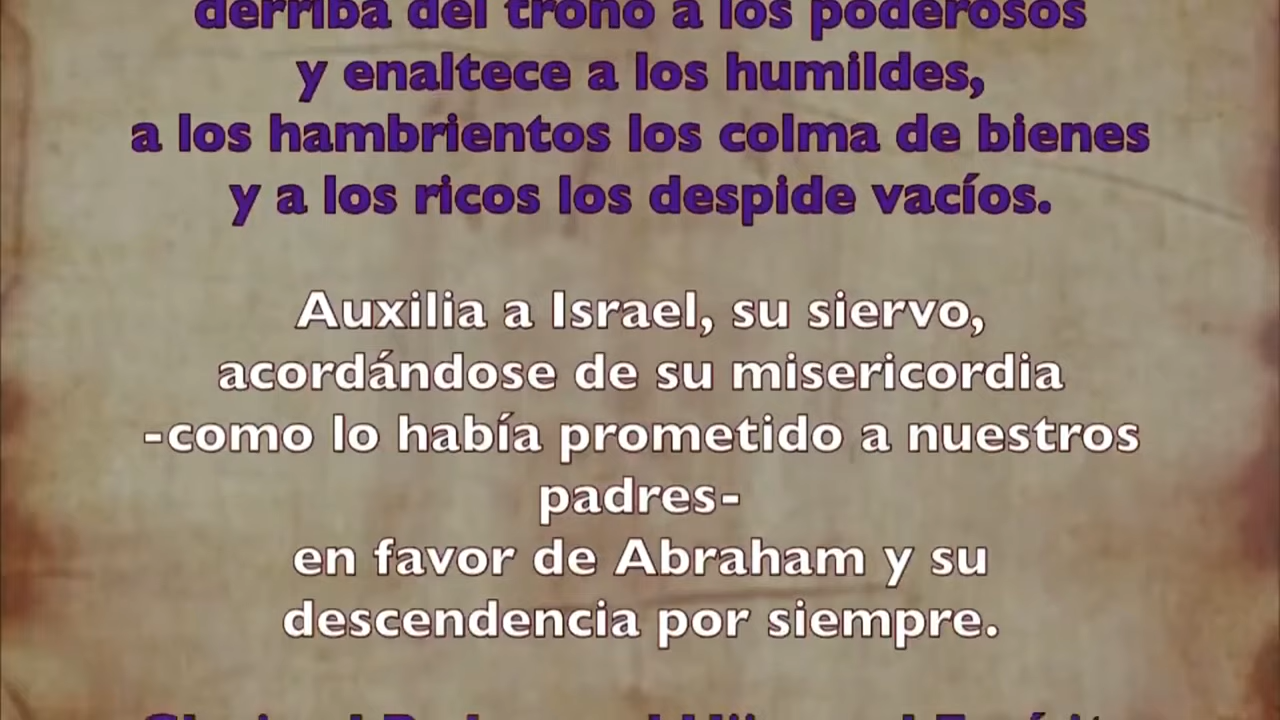 derriba del trono a los poderosos
y enaltece a los humildes,
a los hambrientos los colma de bienes
y a los ricos los despide vacíos.
Auxilia a Israel, su siervo,
acordándose de su misericordia
-como lo había prometido a nuestros
padres-
en favor de Abraham y su
descendencia por siempre.